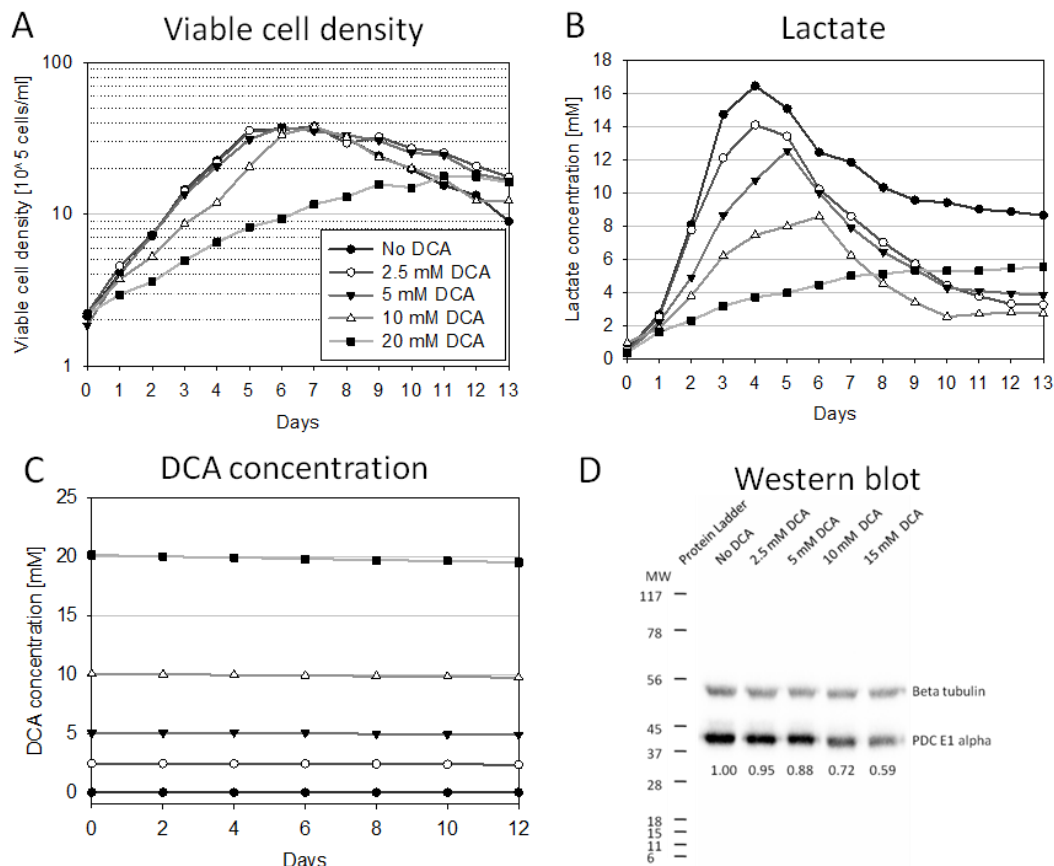 A
Viable cell density
Viable cell density [10^ 5 cells/ml]
100
10
1
0 1 2 3 4 5 6 7 8 9 10 11 12 13
Days
No DCA
2.5 mM DCA
5 mM DCA
10 mM DCA
20 mM DCA
B
Lactate
Lactate concentration [mM]
18
16
14
12
10
8
6
4
2
0
0 1 2 3 4 5 6 7 8 9 10 11 12 13
Days
C
DCA concentration
DCA concentration [mM]
25
20
15
10
5
0
0 2 4 6 8 10 12
Days
D
Western blot
Protein Ladder
No DCA
2.5 mM DCA
5 mM DCA
10 mM DCA
15 mM DCA
MW
117
78
56
Beta tubulin
45
PDC E1 alpha
37
1.00 0.95 0.88 0.72 0.59
28
18
15
11
6